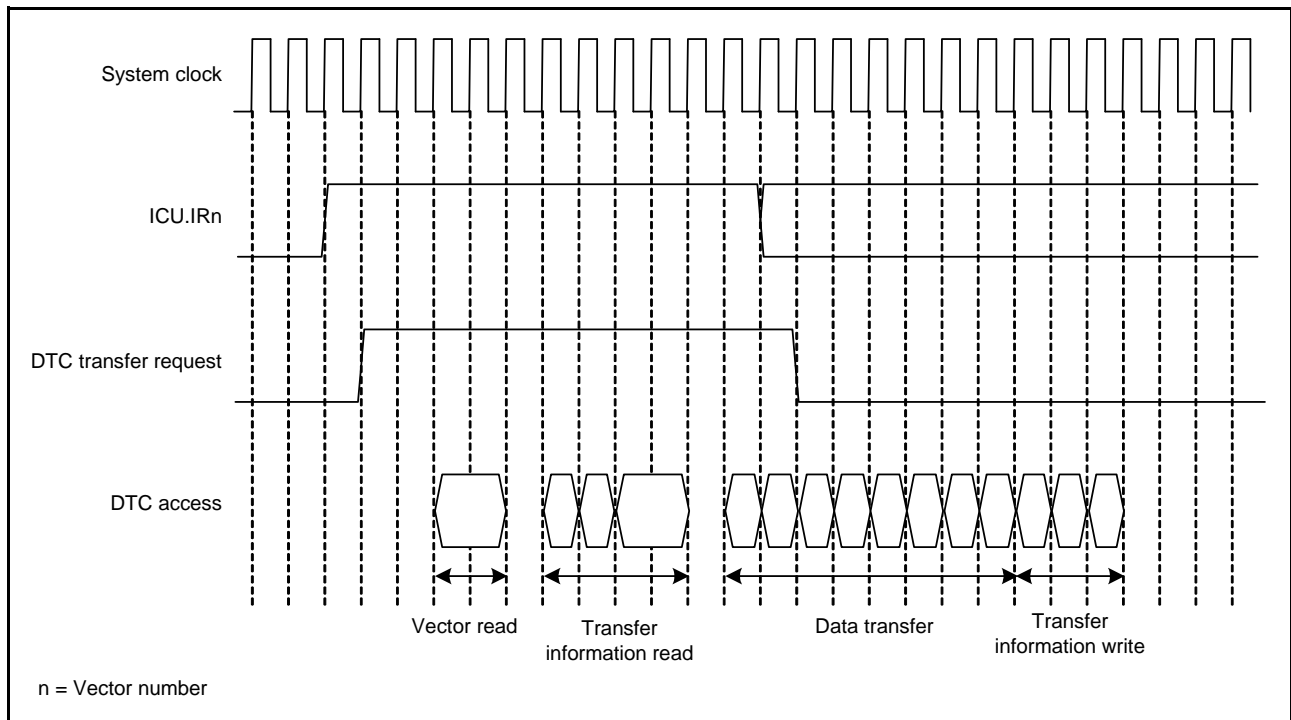 System clock
ICU.IRn
DTC transfer request
DTC access
Vector read
Transfer
information read
Data transfer
Transfer
information write
n = Vector number